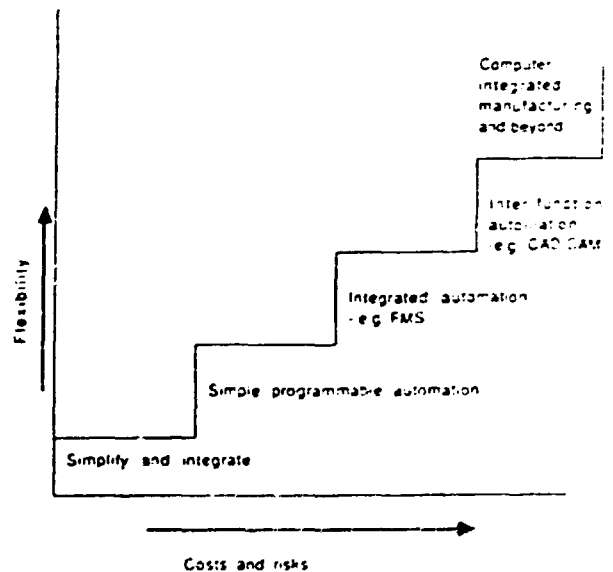 Computer
integrated
manufacturing
and beyond
Inter function
automation
(e.g. CAD CAM
Integrated automation
- e.g. FMS
Simple programmable automation
Simplify and integrate
Flexibility
Costs and risks